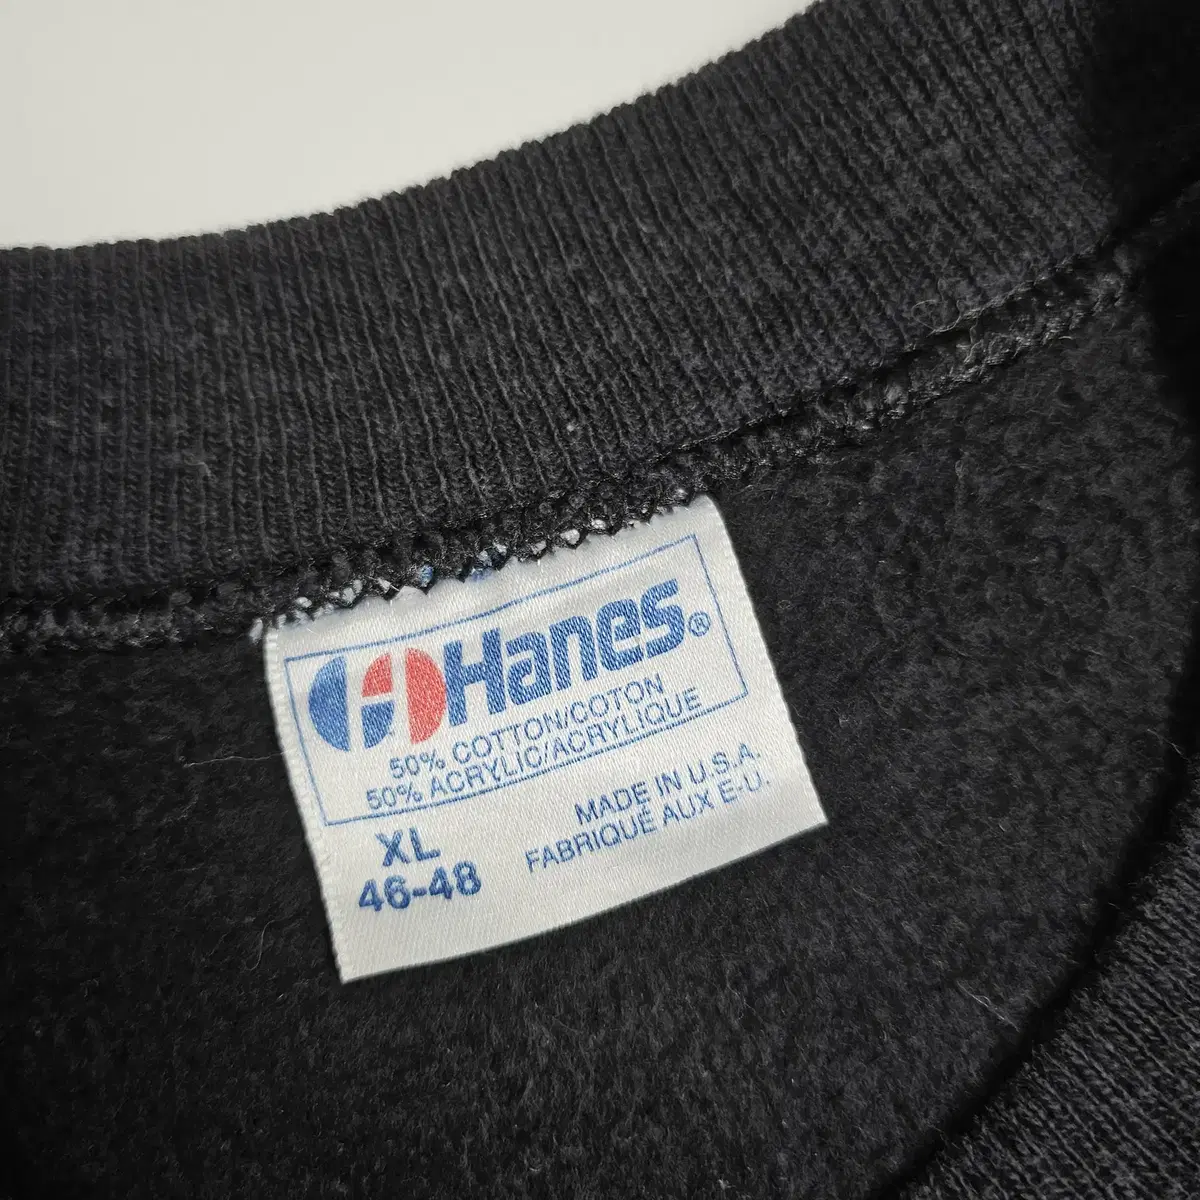 Hanes®
50% COTTON/COTON
50% ACRYLIC/ACRYLIQUE
XL
46-48
MADE IN U.S.A.
FABRIQUÉ AUX E-U.